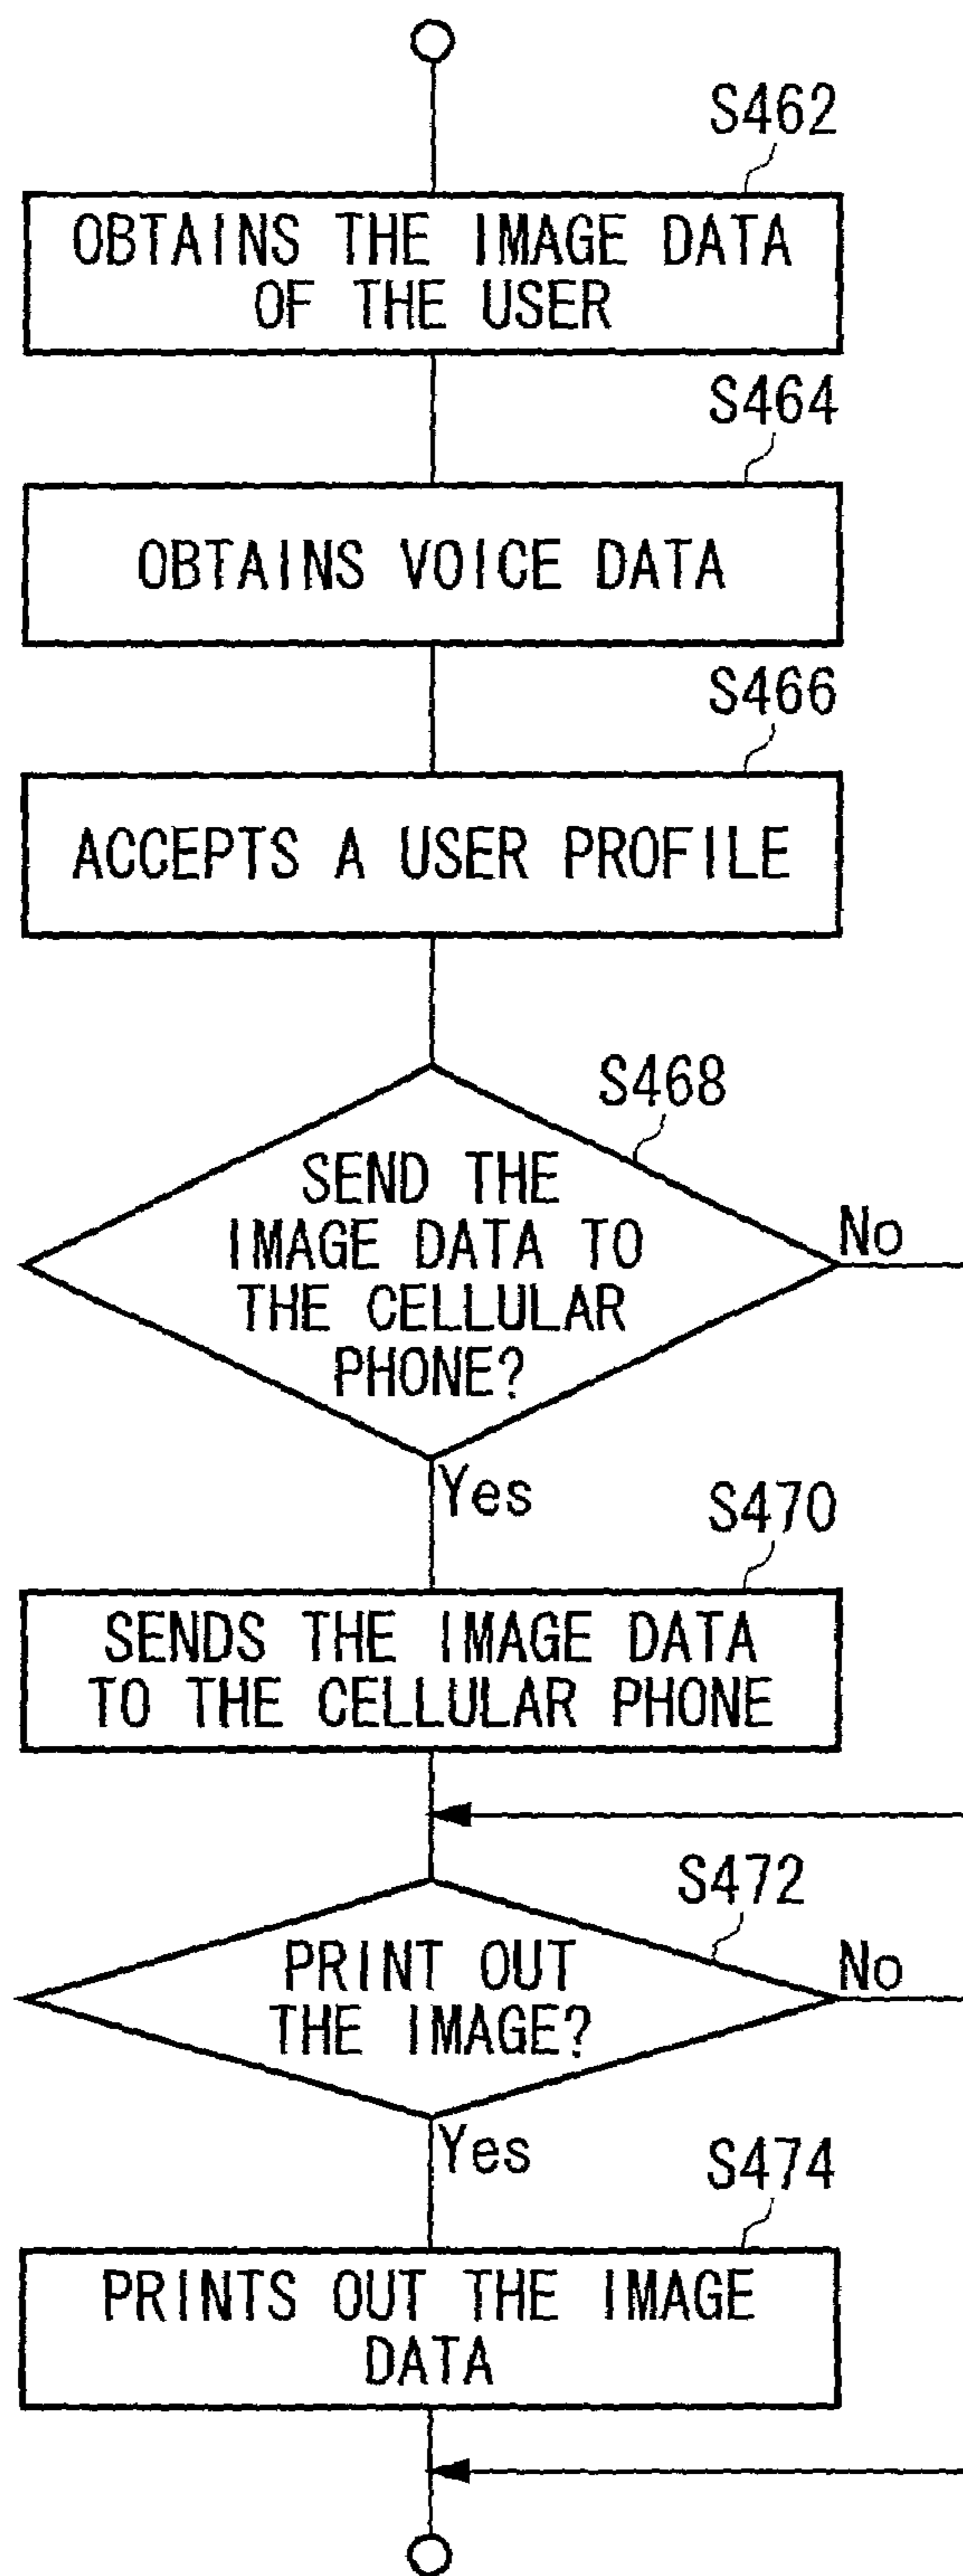 S462
OBTAINS THE IMAGE DATA
OF THE USER
S464
OBTAINS VOICE DATA
S466
ACCEPTS A USER PROFILE
S468
SEND THE
IMAGE DATA TO
THE CELLULAR
PHONE?
No
Yes
S470
SENDS THE IMAGE DATA
TO THE CELLULAR PHONE
S472
PRINT OUT
THE IMAGE?
No
Yes
S474
PRINTS OUT THE IMAGE
DATA